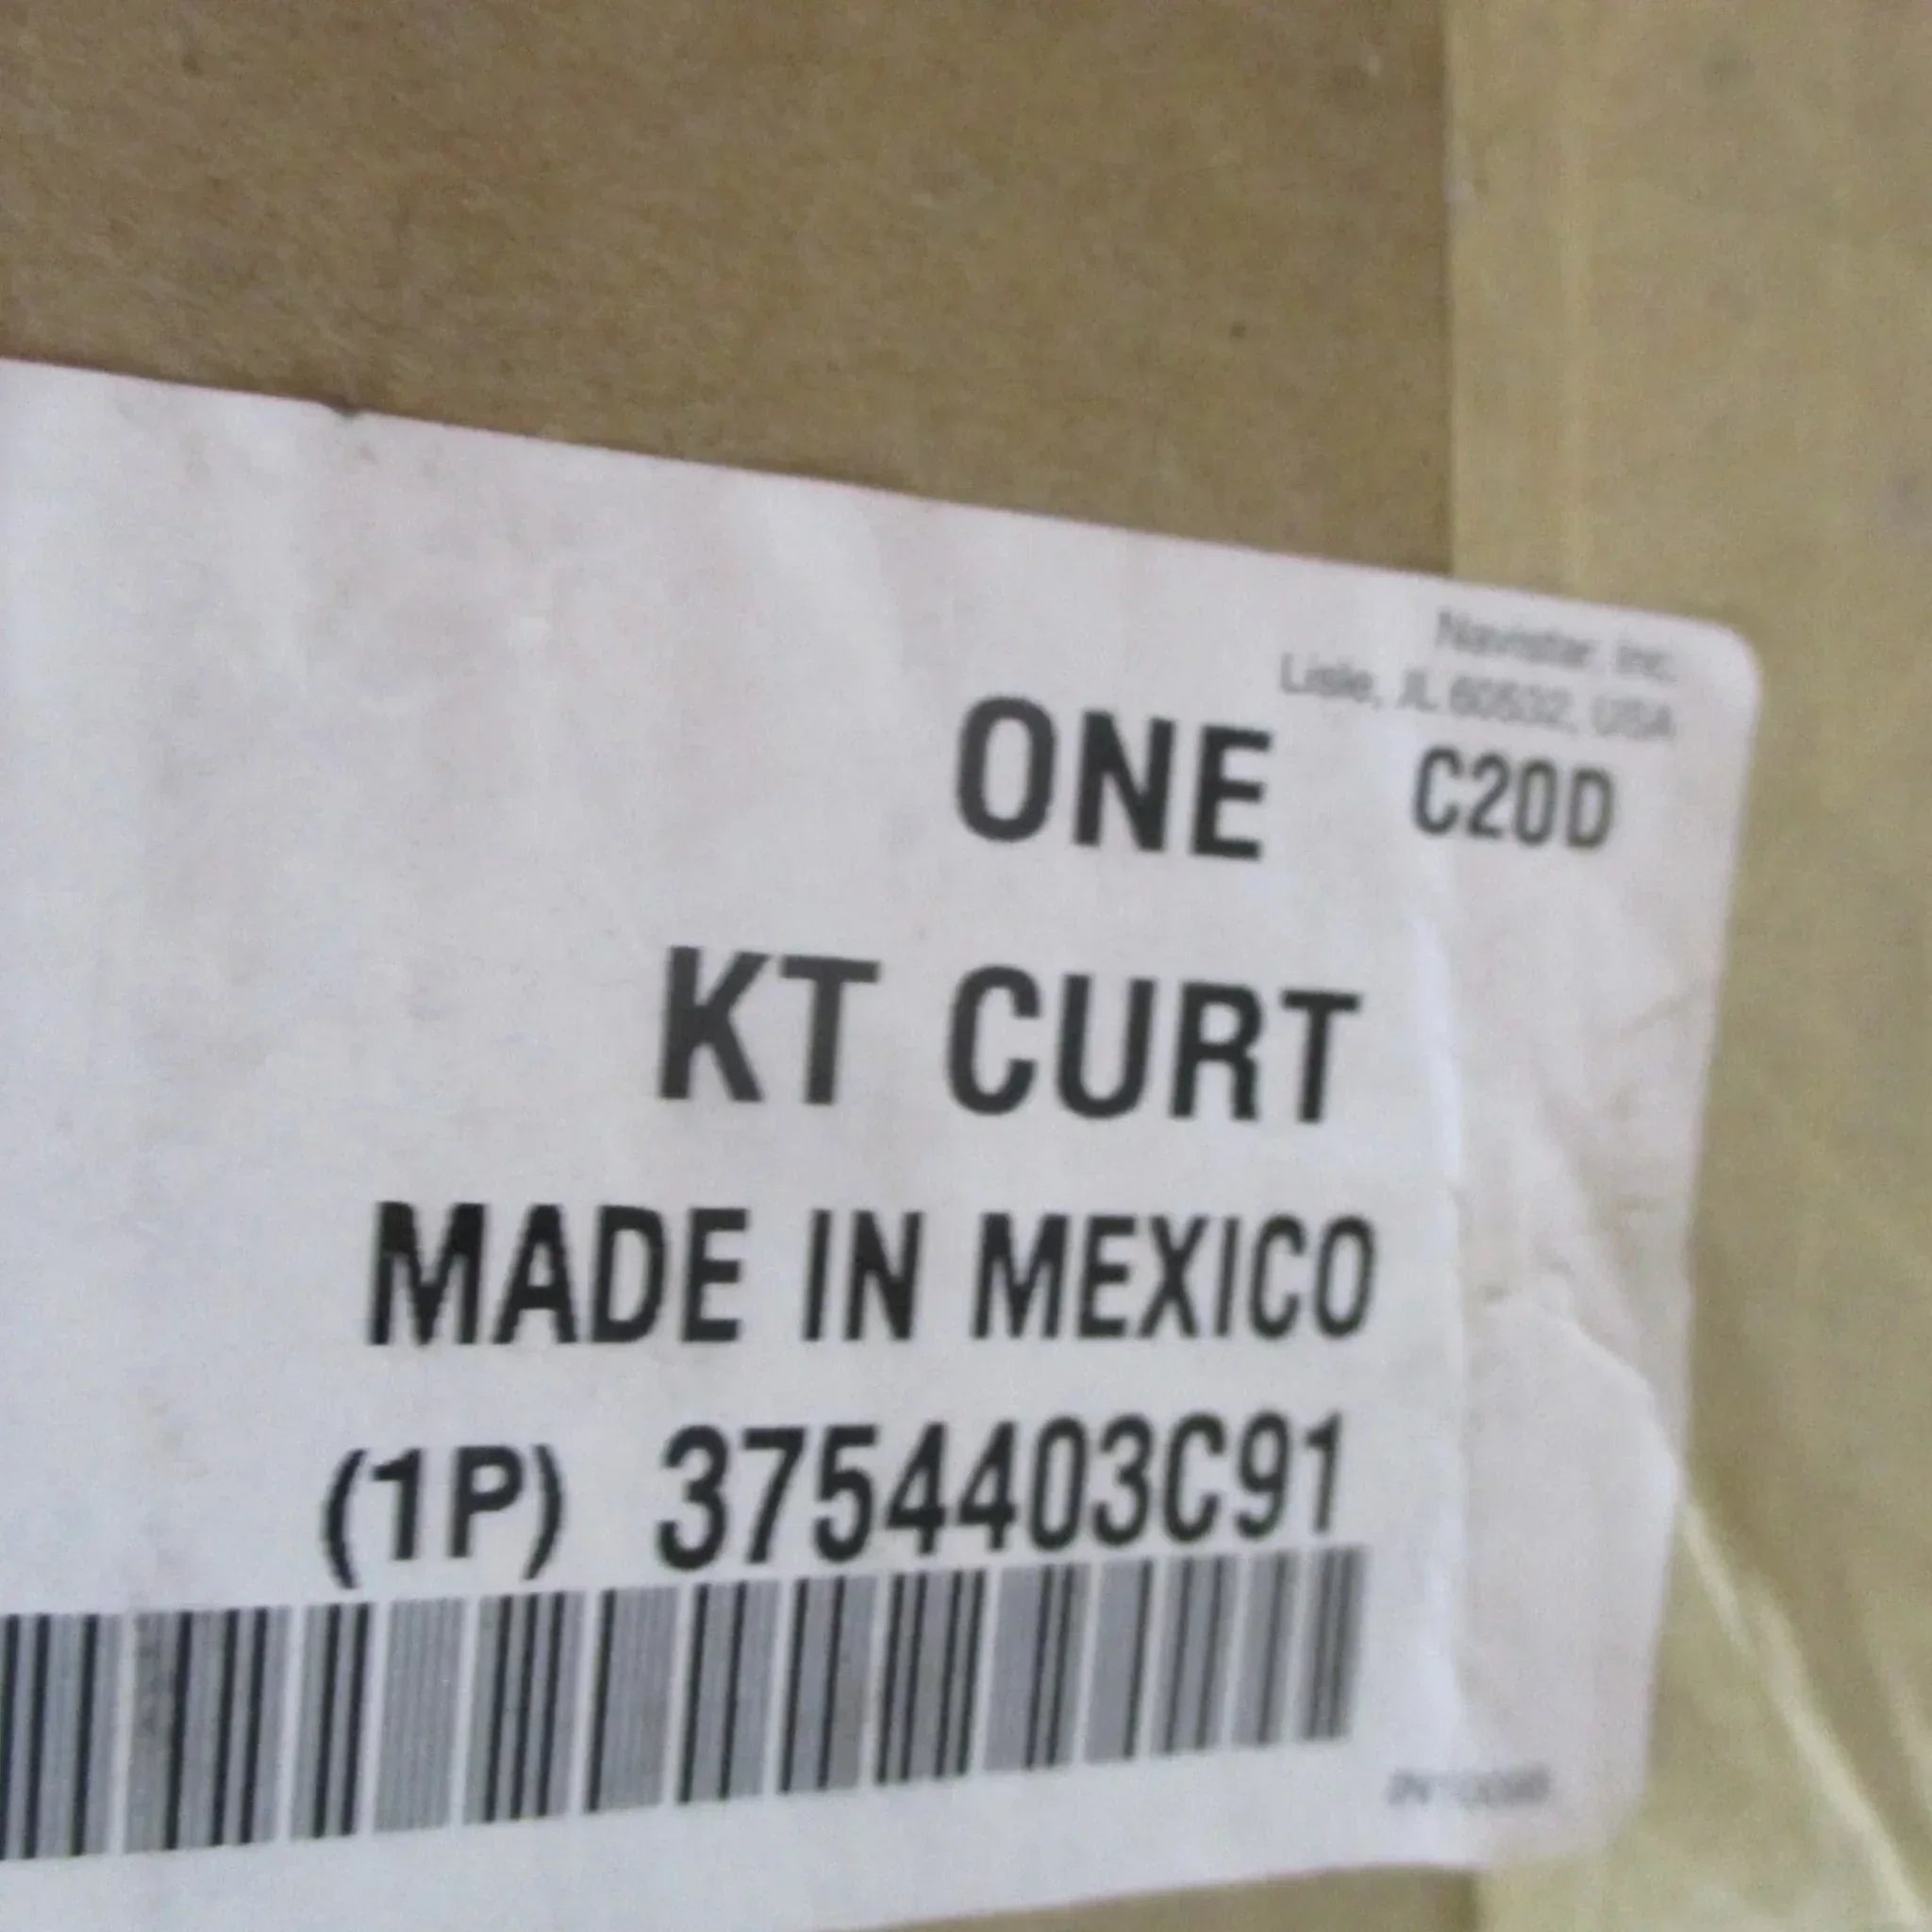 Navistar, Inc.
Lisle, IL 60532, USA
ONE C20D
KT CURT
MADE IN MEXICO
(1P) 3754403C91